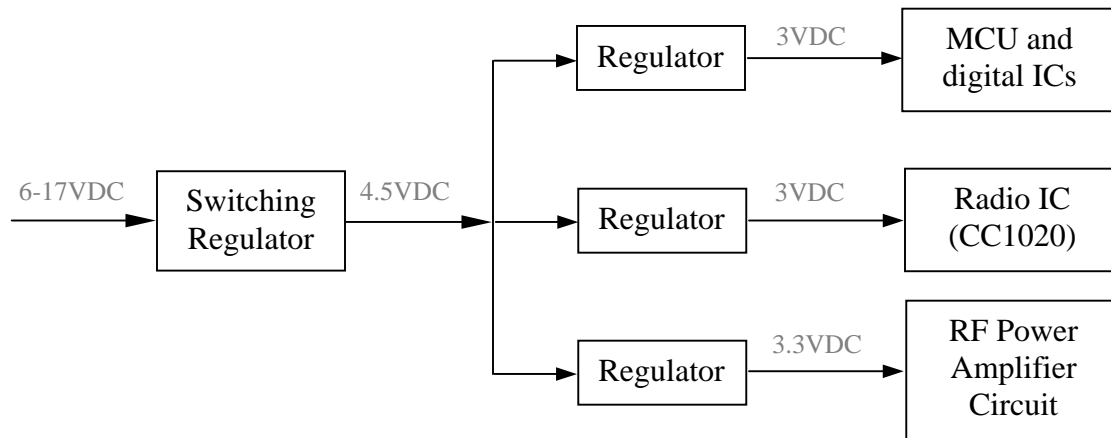 6-17VDC
Switching
Regulator
4.5VDC
Regulator
3VDC
MCU and
digital ICs
Regulator
3VDC
Radio IC
(CC1020)
Regulator
3.3VDC
RF Power
Amplifier
Circuit